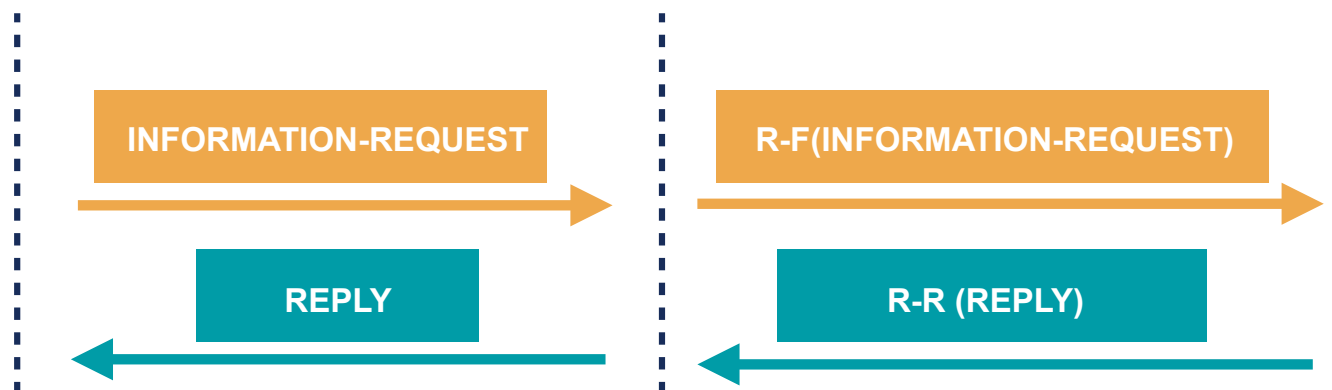 INFORMATION-REQUEST
R-F(INFORMATION-REQUEST)
REPLY
R-R (REPLY)